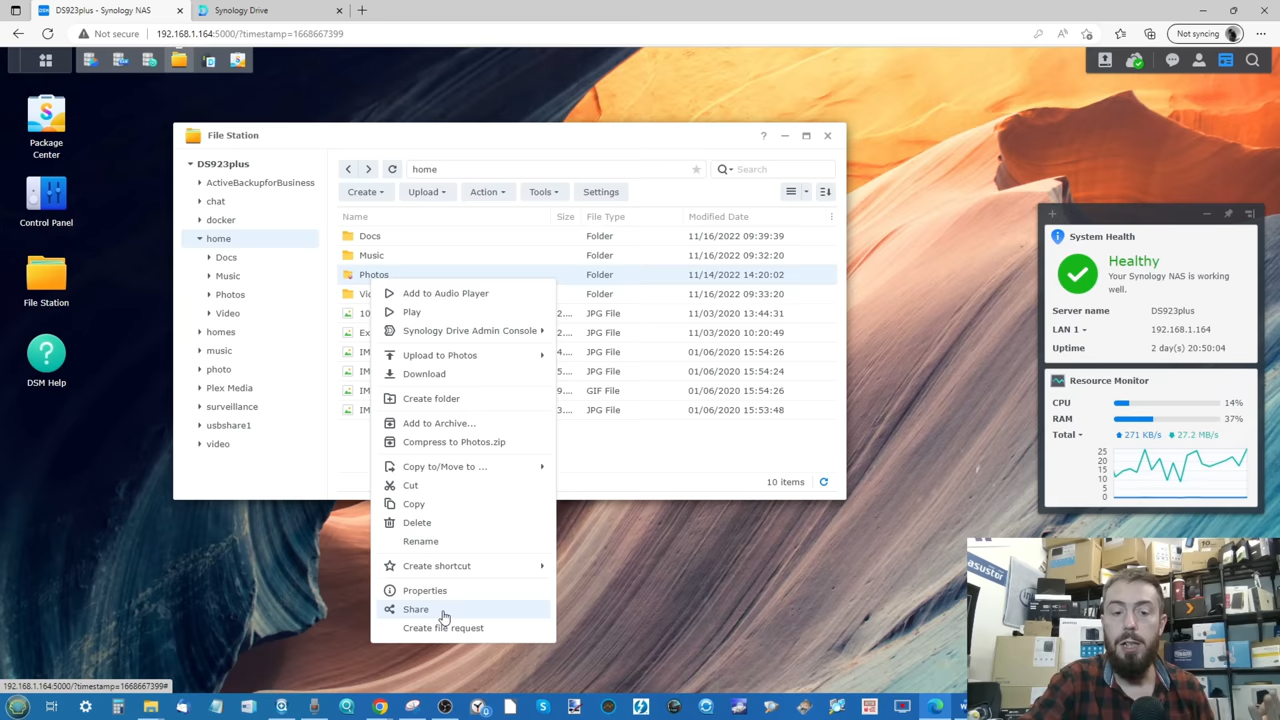 DS923plus - Synology NAS
Synology Drive
Not secure
192.168.1.164:5000/?timestamp=1668667399
Not syncing
Package Center
Control Panel
File Station
DSM Help
File Station
DS923plus
ActiveBackupforBusiness
chat
docker
home
Docs
Music
Photos
Video
homes
music
photo
Plex Media
surveillance
usbshare1
video
home
Search
Create
Upload
Action
Tools
Settings
Name Size File Type Modified Date
Docs Folder 11/16/2022 09:39:39
Music Folder 11/16/2022 09:32:20
Photos Folder 11/14/2022 14:20:02
Folder 11/16/2022 09:33:20
JPG File 11/03/2020 13:44:31
JPG File 11/03/2020 10:20:49
JPG File 01/06/2020 15:54:26
JPG File 01/06/2020 15:54:24
GIF File 01/06/2020 15:54:26
JPG File 01/06/2020 15:53:48
10 items
Add to Audio Player
Play
Synology Drive Admin Console
Upload to Photos
Download
Create folder
Add to Archive...
Compress to Photos.zip
Copy to/Move to ...
Cut
Copy
Delete
Rename
Create shortcut
Properties
Share
Create file request
System Health
Healthy
Your Synology NAS is working well.
Server name DS923plus
LAN 1 192.168.1.164
Uptime 2 day(s) 20:50:04
Resource Monitor
CPU 14%
RAM 37%
Total 271 KB/s 27.2 MB/s
25
20
15
10
5
0
192.168.1.164:5000/?timestamp=1668667399#
asustor